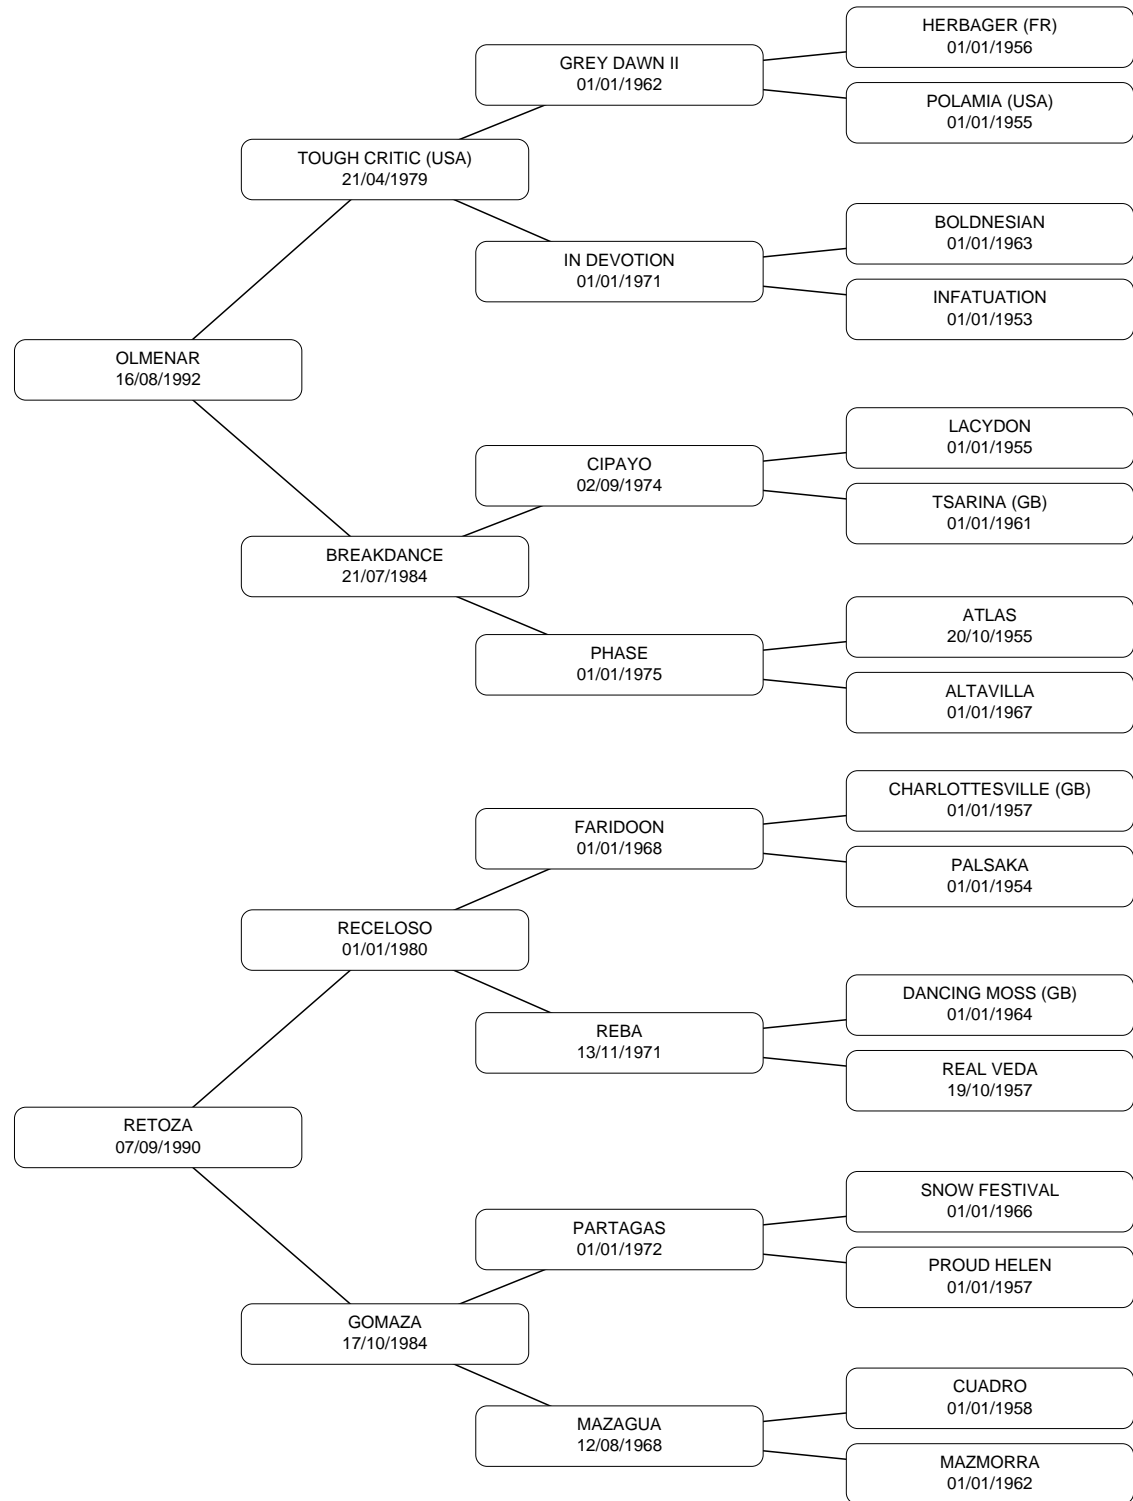 HERBAGER (FR)
01/01/1956
GREY DAWN II
01/01/1962
POLAMIA (USA)
01/01/1955
TOUGH CRITIC (USA)
21/04/1979
BOLDNESIAN
01/01/1963
IN DEVOTION
01/01/1971
INFATUATION
01/01/1953
OLMENAR
16/08/1992
LACYDON
01/01/1955
CIPAYO
02/09/1974
TSARINA (GB)
01/01/1961
BREAKDANCE
21/07/1984
ATLAS
20/10/1955
PHASE
01/01/1975
ALTAVILLA
01/01/1967
CHARLOTTESVILLE (GB)
01/01/1957
FARIDOON
01/01/1968
PALSAKA
01/01/1954
RECELOSO
01/01/1980
DANCING MOSS (GB)
01/01/1964
REBA
13/11/1971
REAL VEDA
19/10/1957
RETOZA
07/09/1990
SNOW FESTIVAL
01/01/1966
PARTAGAS
01/01/1972
PROUD HELEN
01/01/1957
GOMAZA
17/10/1984
CUADRO
01/01/1958
MAZAGUA
12/08/1968
MAZMORRA
01/01/1962